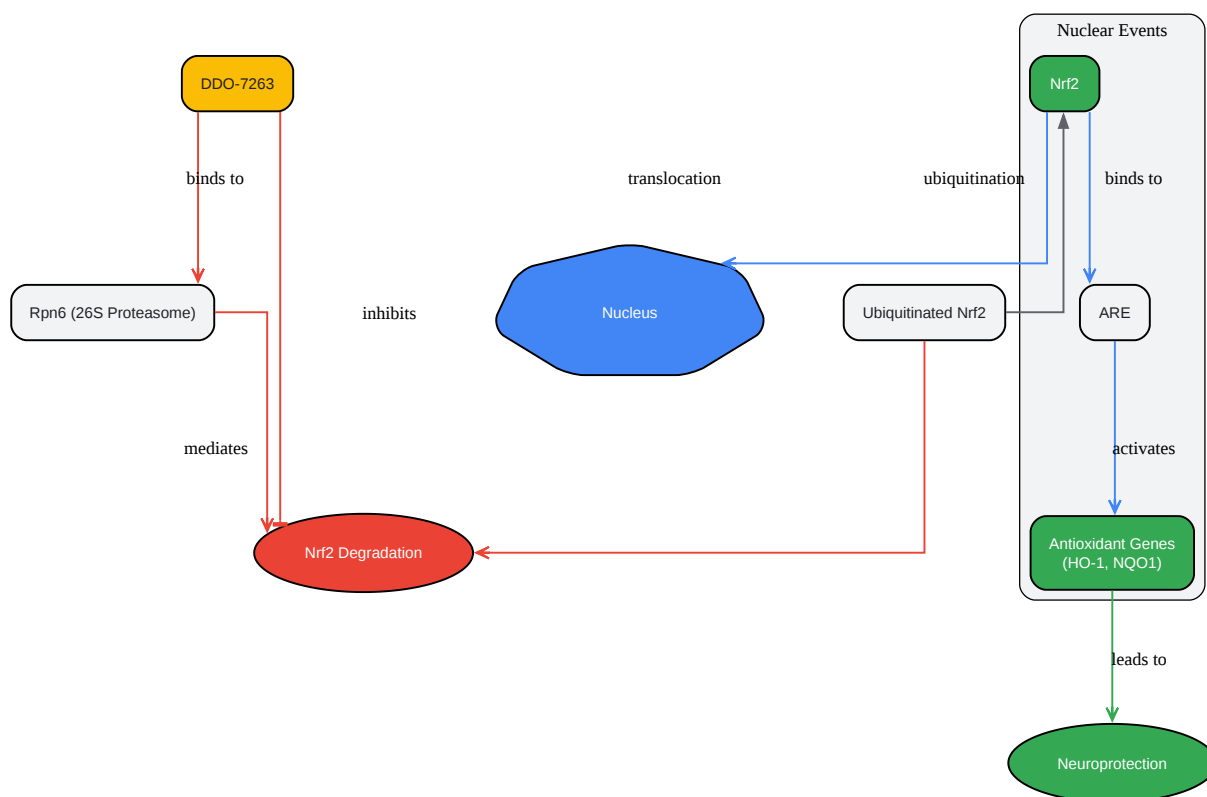 Nuclear Events
DDO-7263
Nrf2
binds to
translocation
ubiquitination
binds to
Rpn6 (26S Proteasome)
inhibits
Nucleus
Ubiquitinated Nrf2
ARE
mediates
activates
Nrf2 Degradation
Antioxidant Genes
(HO-1, NQO1)
leads to
Neuroprotection